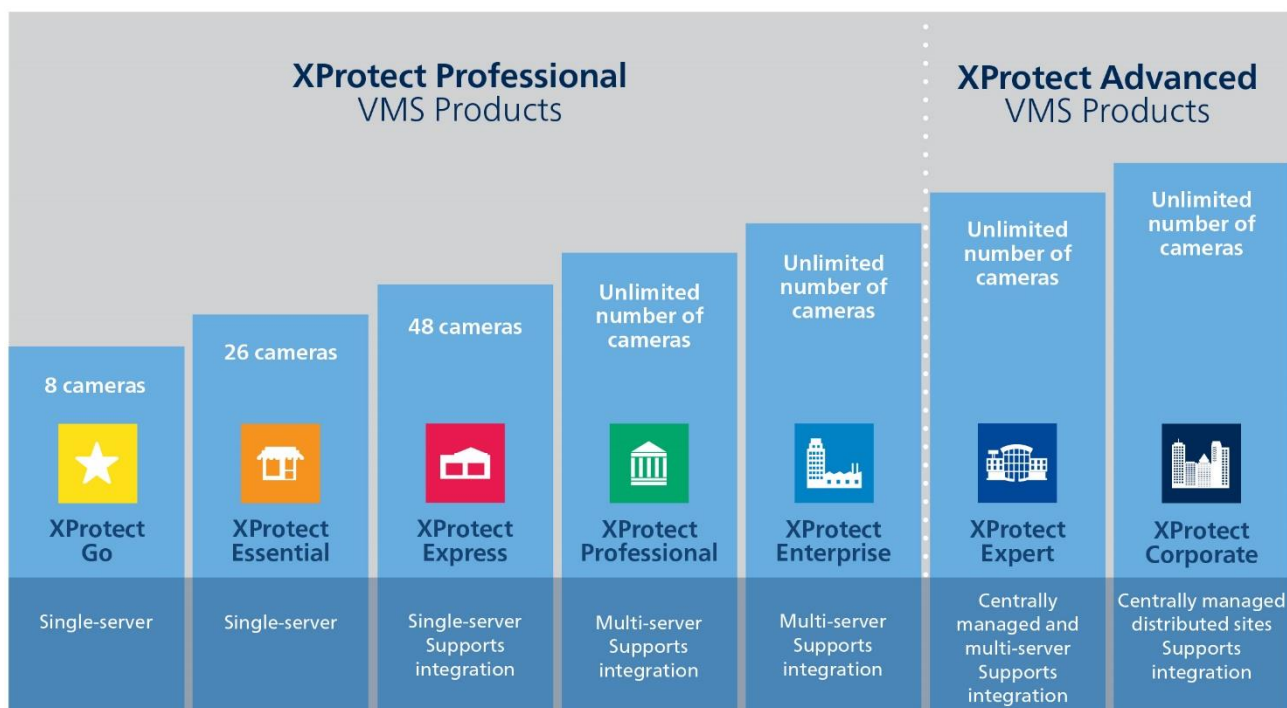 XProtect Professional
VMS Products
XProtect Advanced
VMS Products
8 cameras
XProtect
Go
Single-server
26 cameras
XProtect
Essential
Single-server
48 cameras
XProtect
Express
Single-server
Supports
integration
Unlimited
number of
cameras
XProtect
Professional
Multi-server
Supports
integration
Unlimited
number of
cameras
XProtect
Enterprise
Multi-server
Supports
integration
Unlimited
number of
cameras
XProtect
Expert
Centrally
managed and
multi-server
Supports
integration
Unlimited
number of
cameras
XProtect
Corporate
Centrally managed
distributed sites
Supports
integration